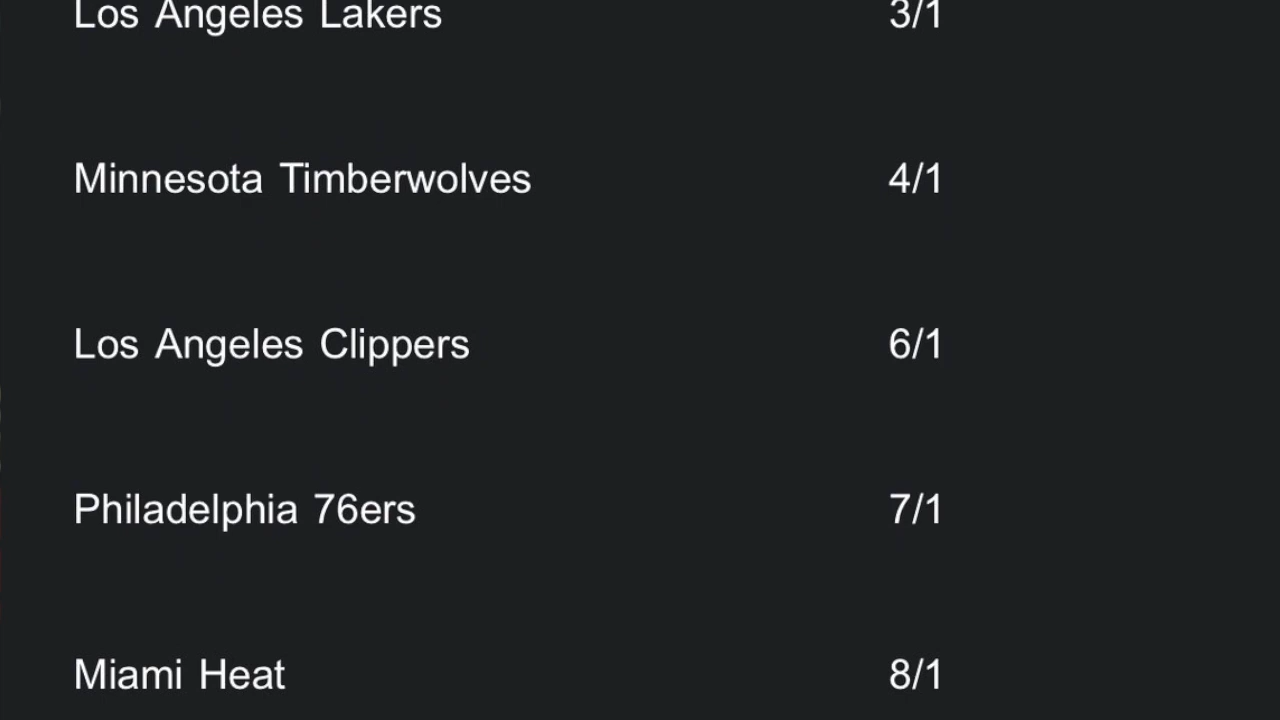 Los Angeles Lakers 3/1
Minnesota Timberwolves 4/1
Los Angeles Clippers 6/1
Philadelphia 76ers 7/1
Miami Heat 8/1